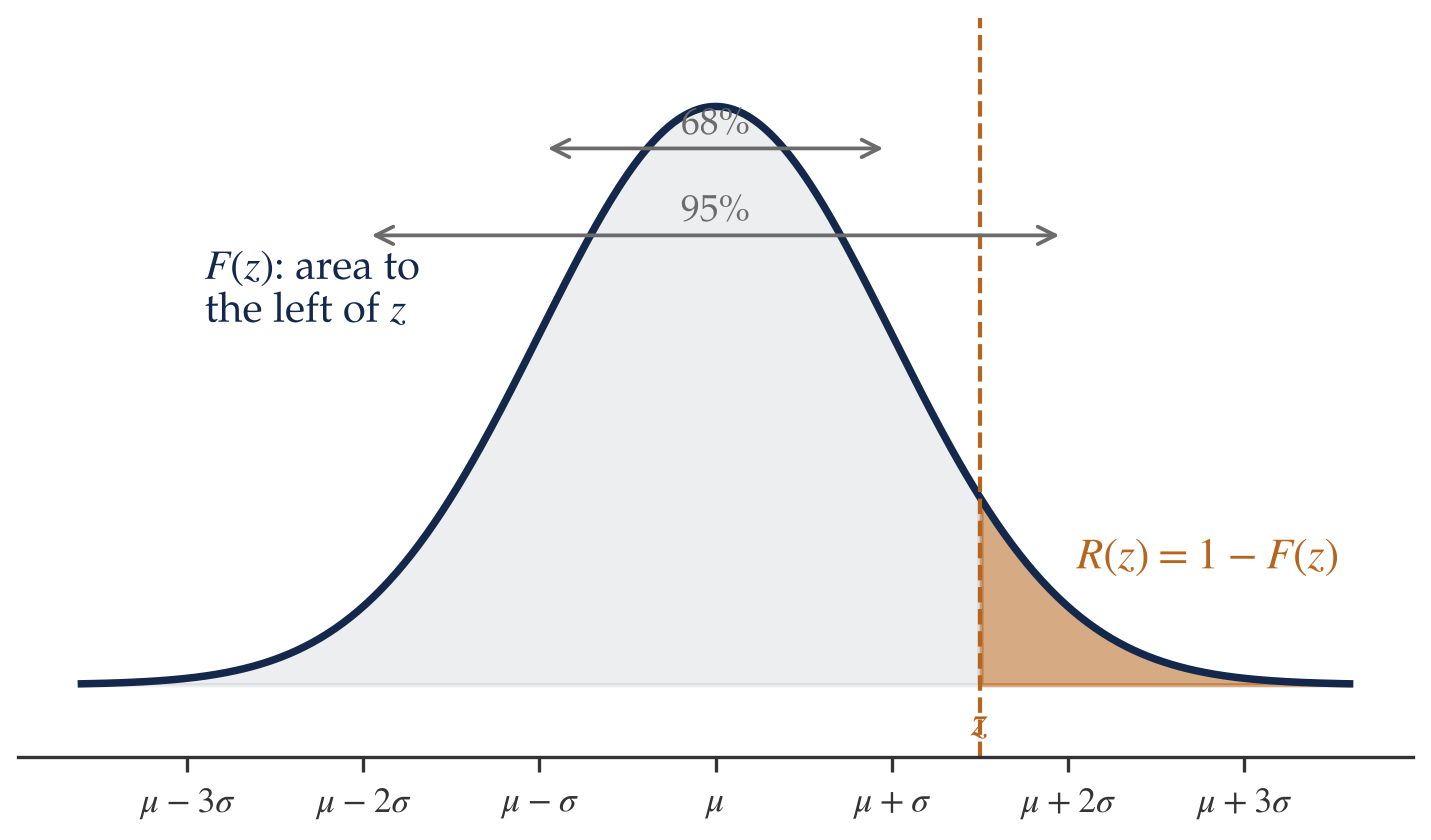 68%
95%
F(z): area to
the left of z
R(z) = 1 − F(z)
z
μ − 3σ
μ − 2σ
μ − σ
μ
μ + σ
μ + 2σ
μ + 3σ